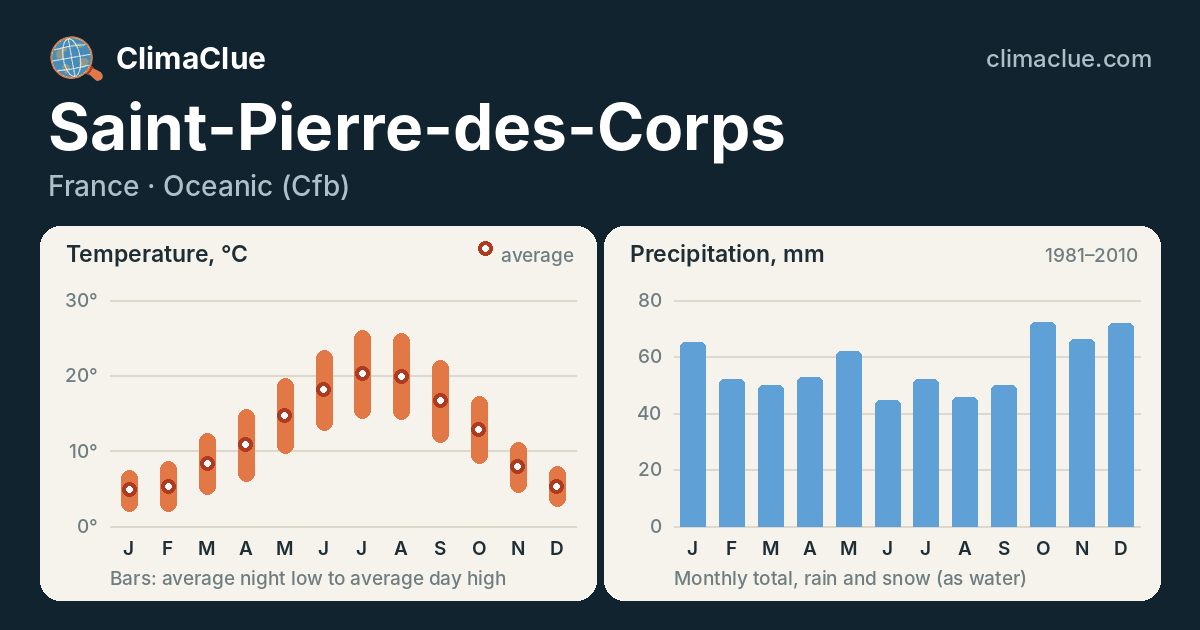 ClimaClue
climaclue.com
Saint-Pierre-des-Corps
France · Oceanic (Cfb)
Temperature, °C
average
30°
20°
10°
0°
J F M A M J J A S O N D
Bars: average night low to average day high
Precipitation, mm
1981–2010
80
60
40
20
0
J F M A M J J A S O N D
Monthly total, rain and snow (as water)